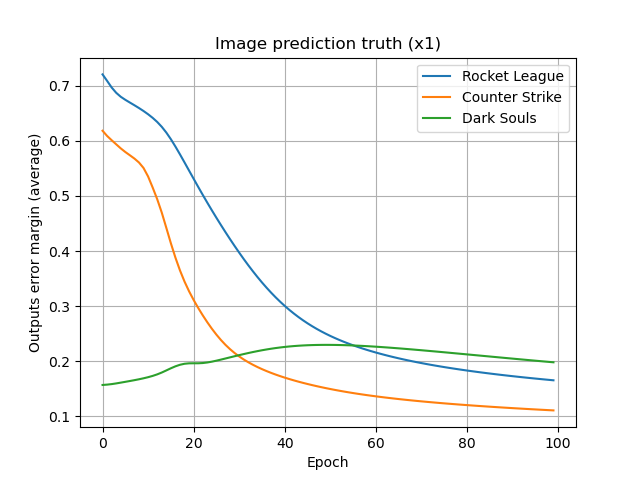 Image prediction truth (x1)
Rocket League
Counter Strike
Dark Souls
Outputs error margin (average)
0.7
0.6
0.5
0.4
0.3
0.2
0.1
0 20 40 60 80 100
Epoch